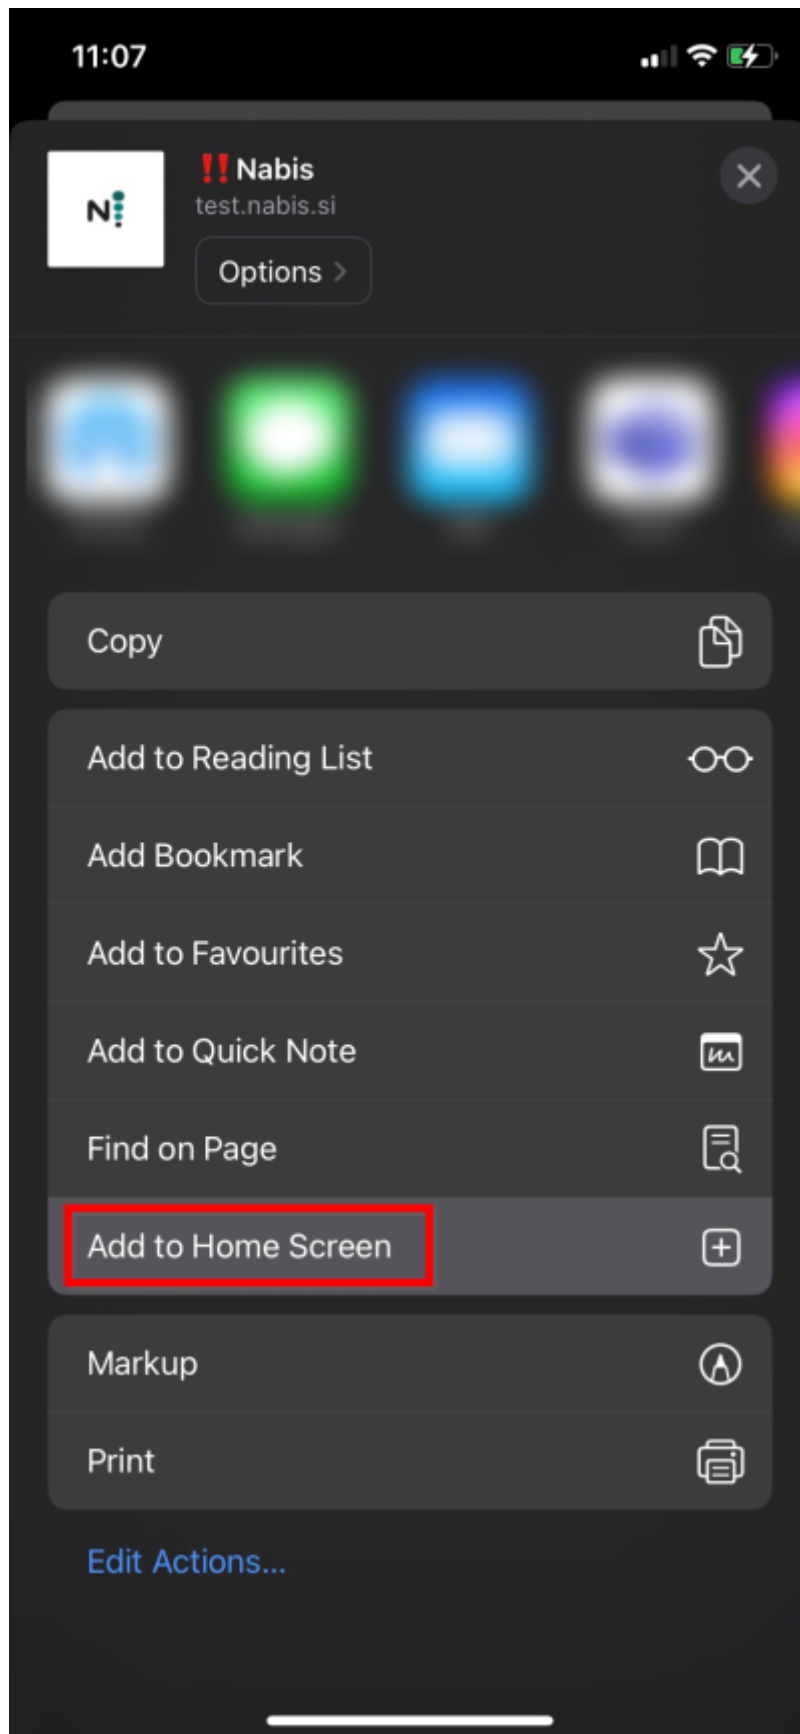 11:07
‼️Nabis
test.nabis.si
N
Options >
Copy
Add to Reading List
Add Bookmark
Add to Favourites
Add to Quick Note
Find on Page
Add to Home Screen
Markup
Print
Edit Actions...